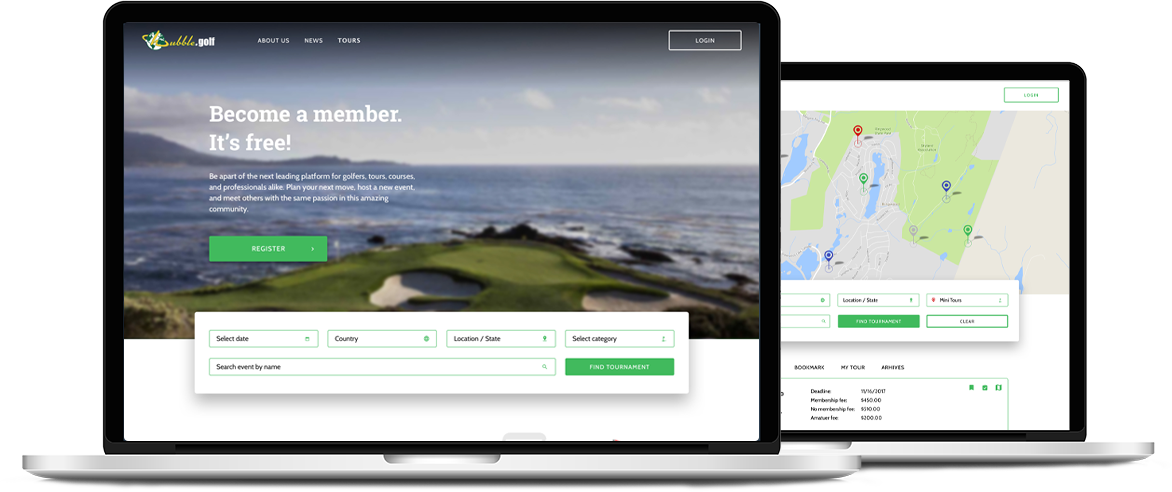 Bubble.golf
ABOUT US NEWS TOURS
LOGIN
Become a member.
It's free!
Be apart of the next leading platform for golfers, tours, courses,
and professionals alike. Plan your next move, host a new event,
and meet others with the same passion in this amazing
community.
REGISTER
Select date
Country
Location / State
Select category
Search event by name
FIND TOURNAMENT
LOGIN
Location / State
Mini Tours
FIND TOURNAMENT
CLEAR
BOOKMARK MY TOUR ARHIVES
Deadline: 11/16/2017
Membership fee: $450.00
No membership fee: $510.00
Amatuer fee: $200.00